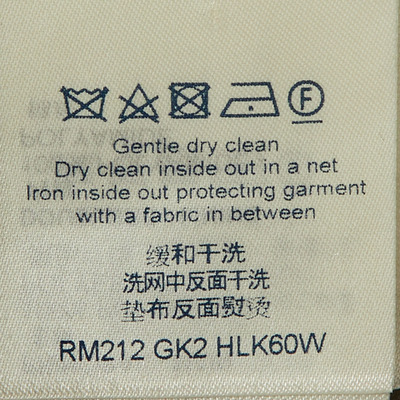 F
Gentle dry clean
Dry clean inside out in a net
Iron inside out protecting garment
with a fabric in between
缓和干洗
洗网中反面干洗
垫布反面熨烫
RM212 GK2 HLK60W